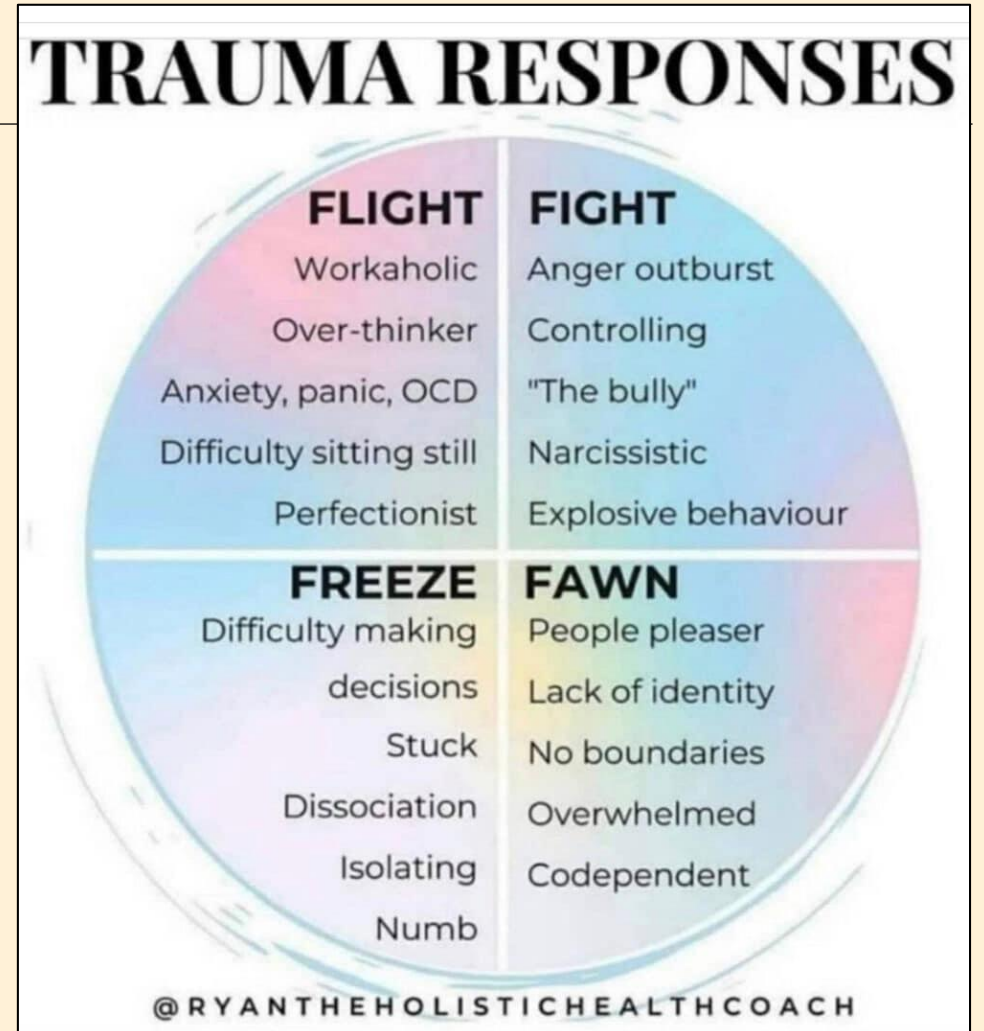 TRAUMA RESPONSES
FLIGHT
Workaholic
Over-thinker
Anxiety, panic, OCD
Difficulty sitting still
Perfectionist
FIGHT
Anger outburst
Controlling
"The bully"
Narcissistic
Explosive behaviour
FREEZE
Difficulty making
decisions
Stuck
Dissociation
Isolating
Numb
FAWN
People pleaser
Lack of identity
No boundaries
Overwhelmed
Codependent
@RYANTHEHOLISTICHEALTHCOACH